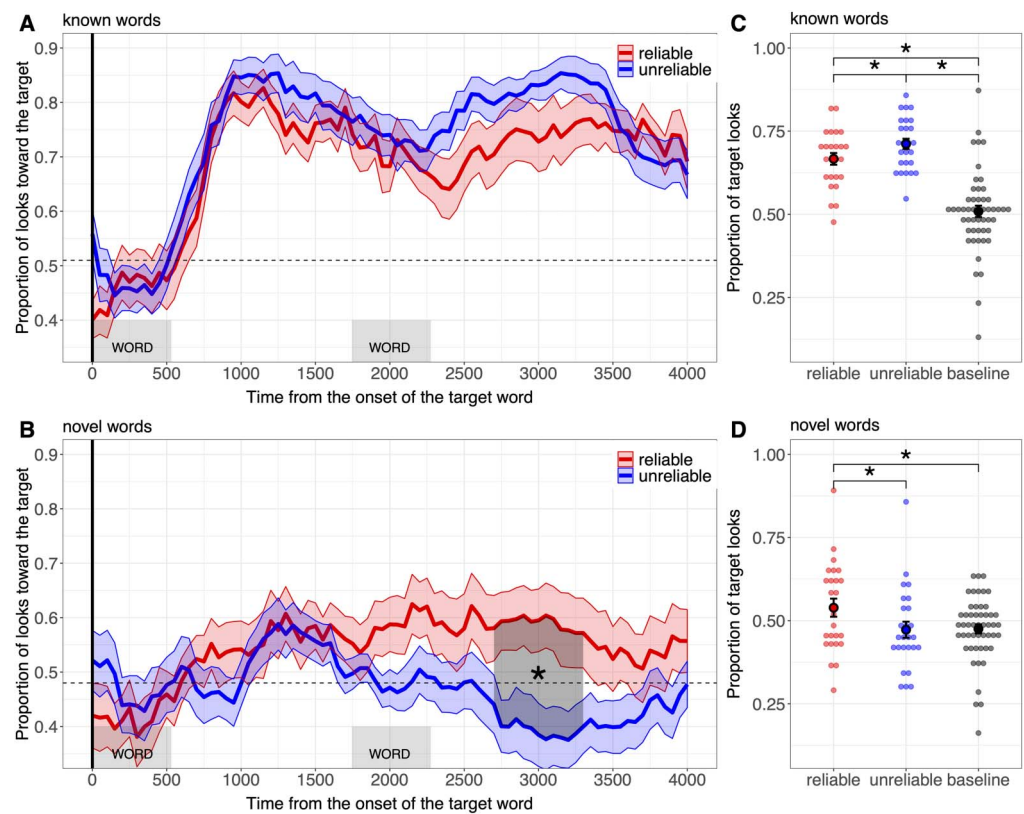 A
known words
Proportion of looks toward the target
0.9
0.8
0.7
0.6
0.5
0.4
reliable
unreliable
WORD
WORD
0
500
1000
1500
2000
2500
3000
3500
4000
Time from the onset of the target word
C
known words
Proportion of target looks
1.00
0.75
0.50
0.25
*
*
*
reliable
unreliable
baseline
B
novel words
Proportion of looks toward the target
0.9
0.8
0.7
0.6
0.5
0.4
reliable
unreliable
*
WORD
WORD
0
500
1000
1500
2000
2500
3000
3500
4000
Time from the onset of the target word
D
novel words
Proportion of target looks
1.00
0.75
0.50
0.25
*
*
reliable
unreliable
baseline